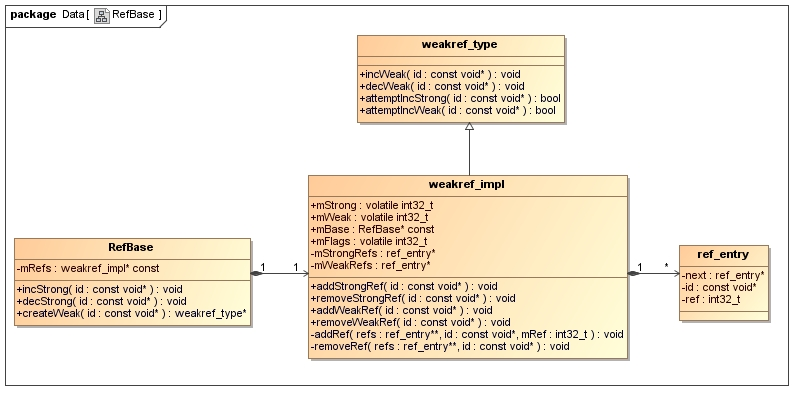 package Data [ RefBase ]
weakref_type
+incWeak( id : const void* ) : void
+decWeak( id : const void* ) : void
+attemptIncStrong( id : const void* ) : bool
+attemptIncWeak( id : const void* ) : bool
weakref_impl
+mStrong : volatile int32_t
+mWeak : volatile int32_t
+mBase : RefBase* const
+mFlags : volatile int32_t
-mStrongRefs : ref_entry*
-mWeakRefs : ref_entry*
+addStrongRef( id : const void* ) : void
+removeStrongRef( id : const void* ) : void
+addWeakRef( id : const void* ) : void
+removeWeakRef( id : const void* ) : void
-addRef( refs : ref_entry**, id : const void*, mRef : int32_t ) : void
-removeRef( refs : ref_entry**, id : const void* ) : void
RefBase
-mRefs : weakref_impl* const
+incStrong( id : const void* ) : void
+decStrong( id : const void* ) : void
+createWeak( id : const void* ) : weakref_type*
1
1
1
*
ref_entry
-next : ref_entry*
-id : const void*
-ref : int32_t